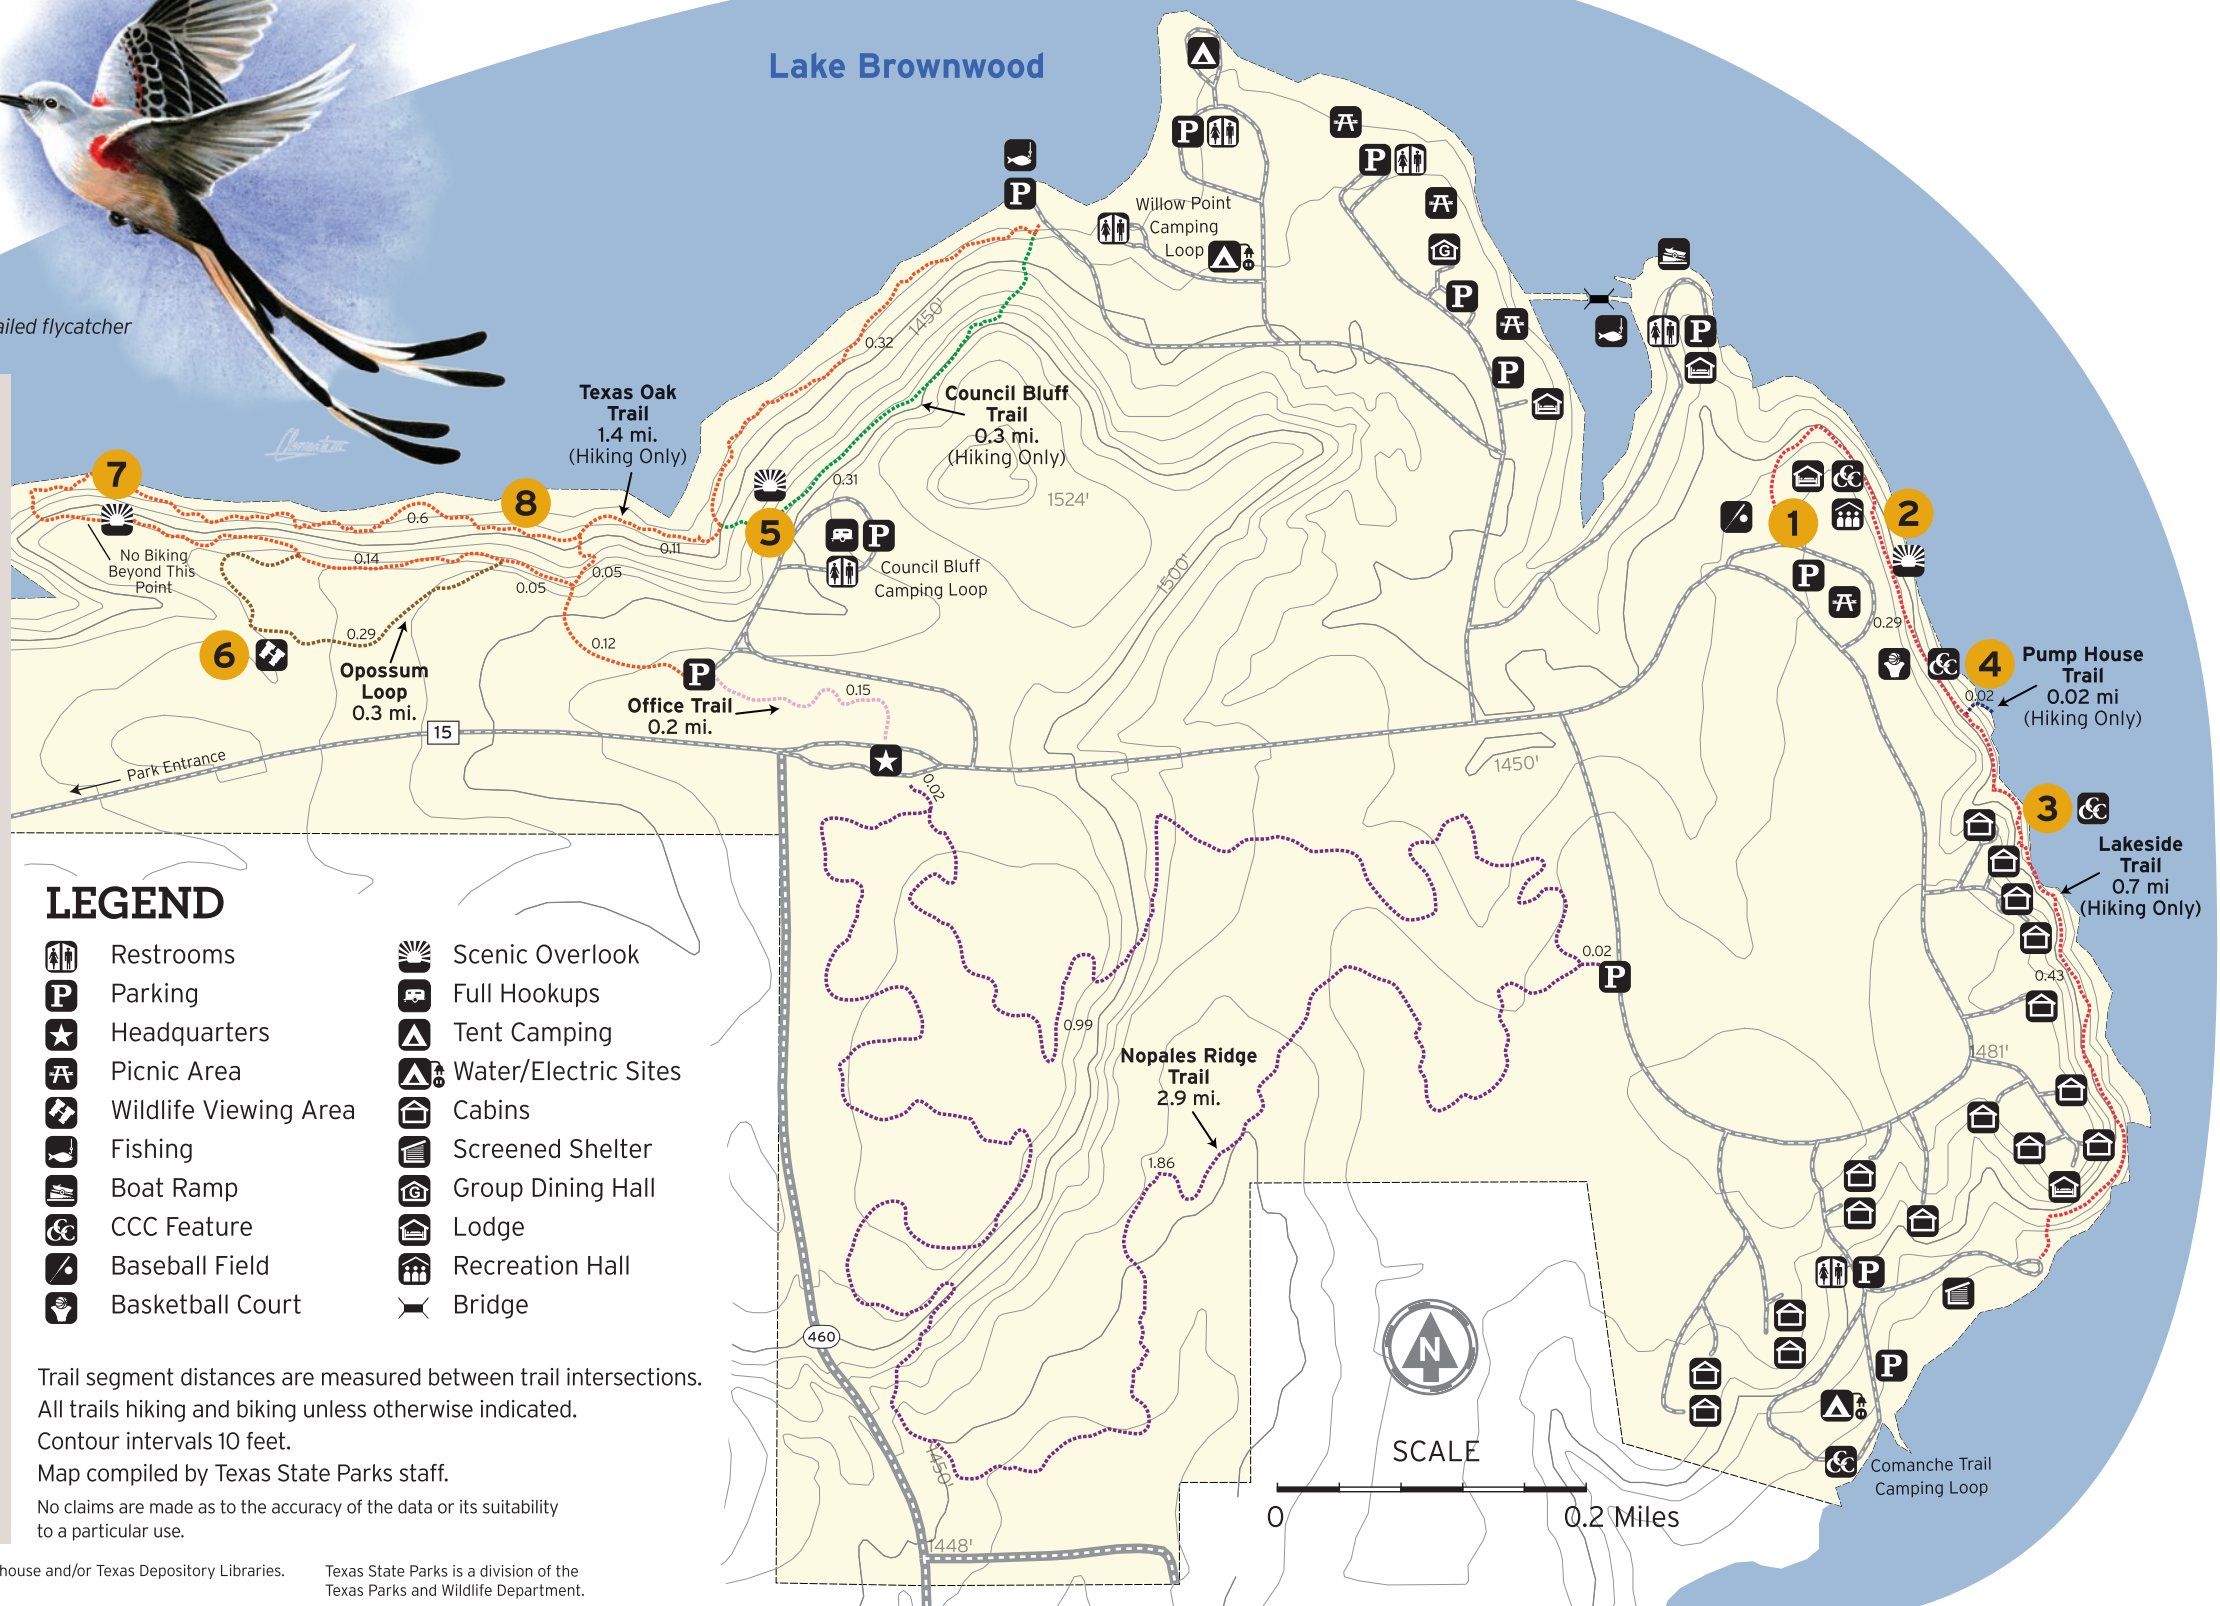 Lake Brownwood
ailed flycatcher
Willow Point
Camping
Loop
1450'
0.32
Texas Oak
Trail
1.4 mi.
(Hiking Only)
Council Bluff
Trail
0.3 mi.
(Hiking Only)
0.31
1524'
1500'
7
8
5
1
2
0.6
0.11
0.14
0.05
0.05
No Biking
Beyond This
Point
Council Bluff
Camping Loop
6
0.29
Opossum
Loop
0.3 mi.
0.12
Office Trail
0.2 mi.
0.15
0.29
4
Pump House
Trail
0.02 mi
(Hiking Only)
0.02
15
Park Entrance
0.02
1450'
3
Lakeside
Trail
0.7 mi
(Hiking Only)
0.43
0.02
0.99
1481'
Nopales Ridge
Trail
2.9 mi.
1.86
460
1450'
1448'
Comanche Trail
Camping Loop
N
SCALE
0 0.2 Miles
LEGEND
Restrooms
P Parking
Headquarters
Picnic Area
Wildlife Viewing Area
Fishing
Boat Ramp
CCC Feature
Baseball Field
Basketball Court
Scenic Overlook
Full Hookups
Tent Camping
Water/Electric Sites
Cabins
Screened Shelter
G Group Dining Hall
Lodge
Recreation Hall
Bridge
Trail segment distances are measured between trail intersections.
All trails hiking and biking unless otherwise indicated.
Contour intervals 10 feet.
Map compiled by Texas State Parks staff.
No claims are made as to the accuracy of the data or its suitability
to a particular use.
house and/or Texas Depository Libraries.
Texas State Parks is a division of the
Texas Parks and Wildlife Department.